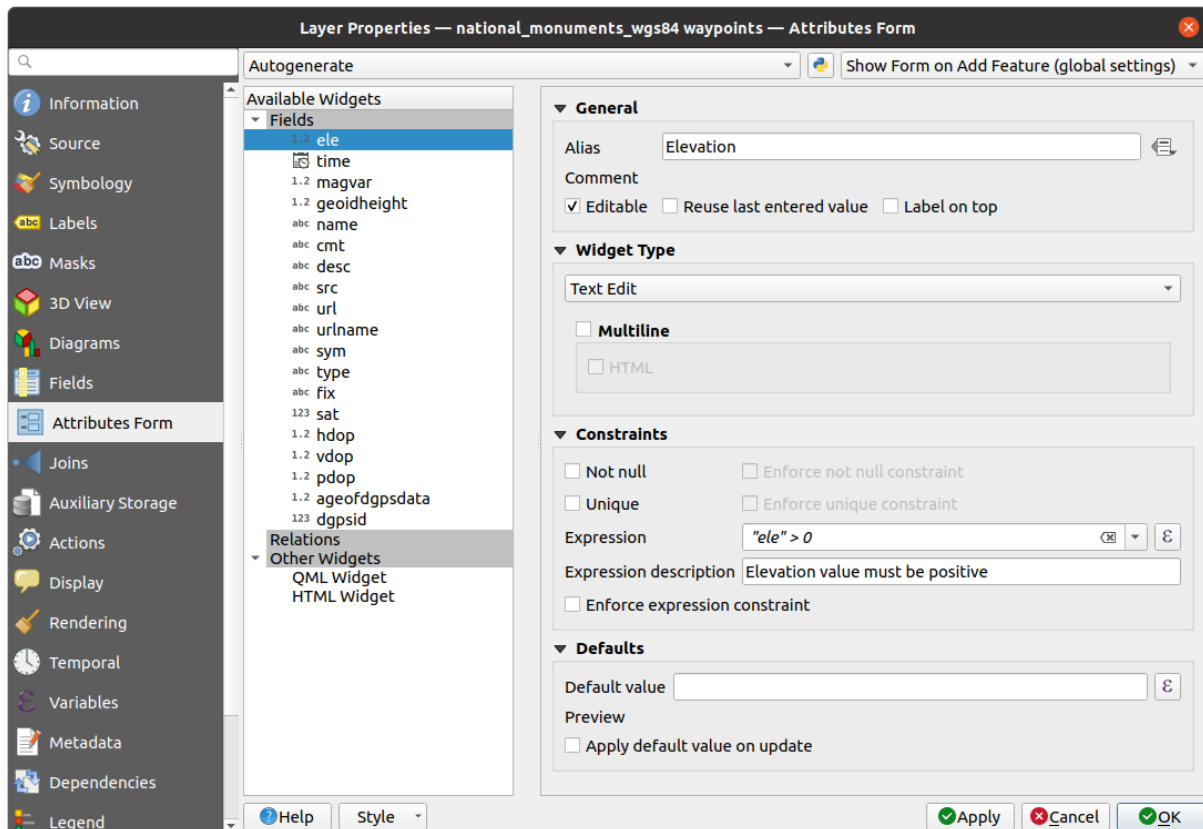 Layer Properties — national_monuments_wgs84 waypoints — Attributes Form
Autogenerate
Show Form on Add Feature (global settings)
Information
Source
Symbology
abc Labels
abc Masks
3D View
Diagrams
Fields
Attributes Form
Joins
Auxiliary Storage
Actions
Display
Rendering
Temporal
ε Variables
Metadata
Dependencies
Legend
Available Widgets
Fields
1.2 ele
time
1.2 magvar
1.2 geoidheight
abc name
abc cmt
abc desc
abc src
abc url
abc urlname
abc sym
abc type
abc fix
123 sat
1.2 hdop
1.2 vdop
1.2 pdop
1.2 ageofdgpsdata
123 dgpsid
Relations
Other Widgets
QML Widget
HTML Widget
General
Alias Elevation
Comment
Editable Reuse last entered value Label on top
Widget Type
Text Edit
Multiline
HTML
Constraints
Not null Enforce not null constraint
Unique Enforce unique constraint
Expression "ele" > 0 ε
Expression description Elevation value must be positive
Enforce expression constraint
Defaults
Default value ε
Preview
Apply default value on update
Help Style Apply Cancel OK